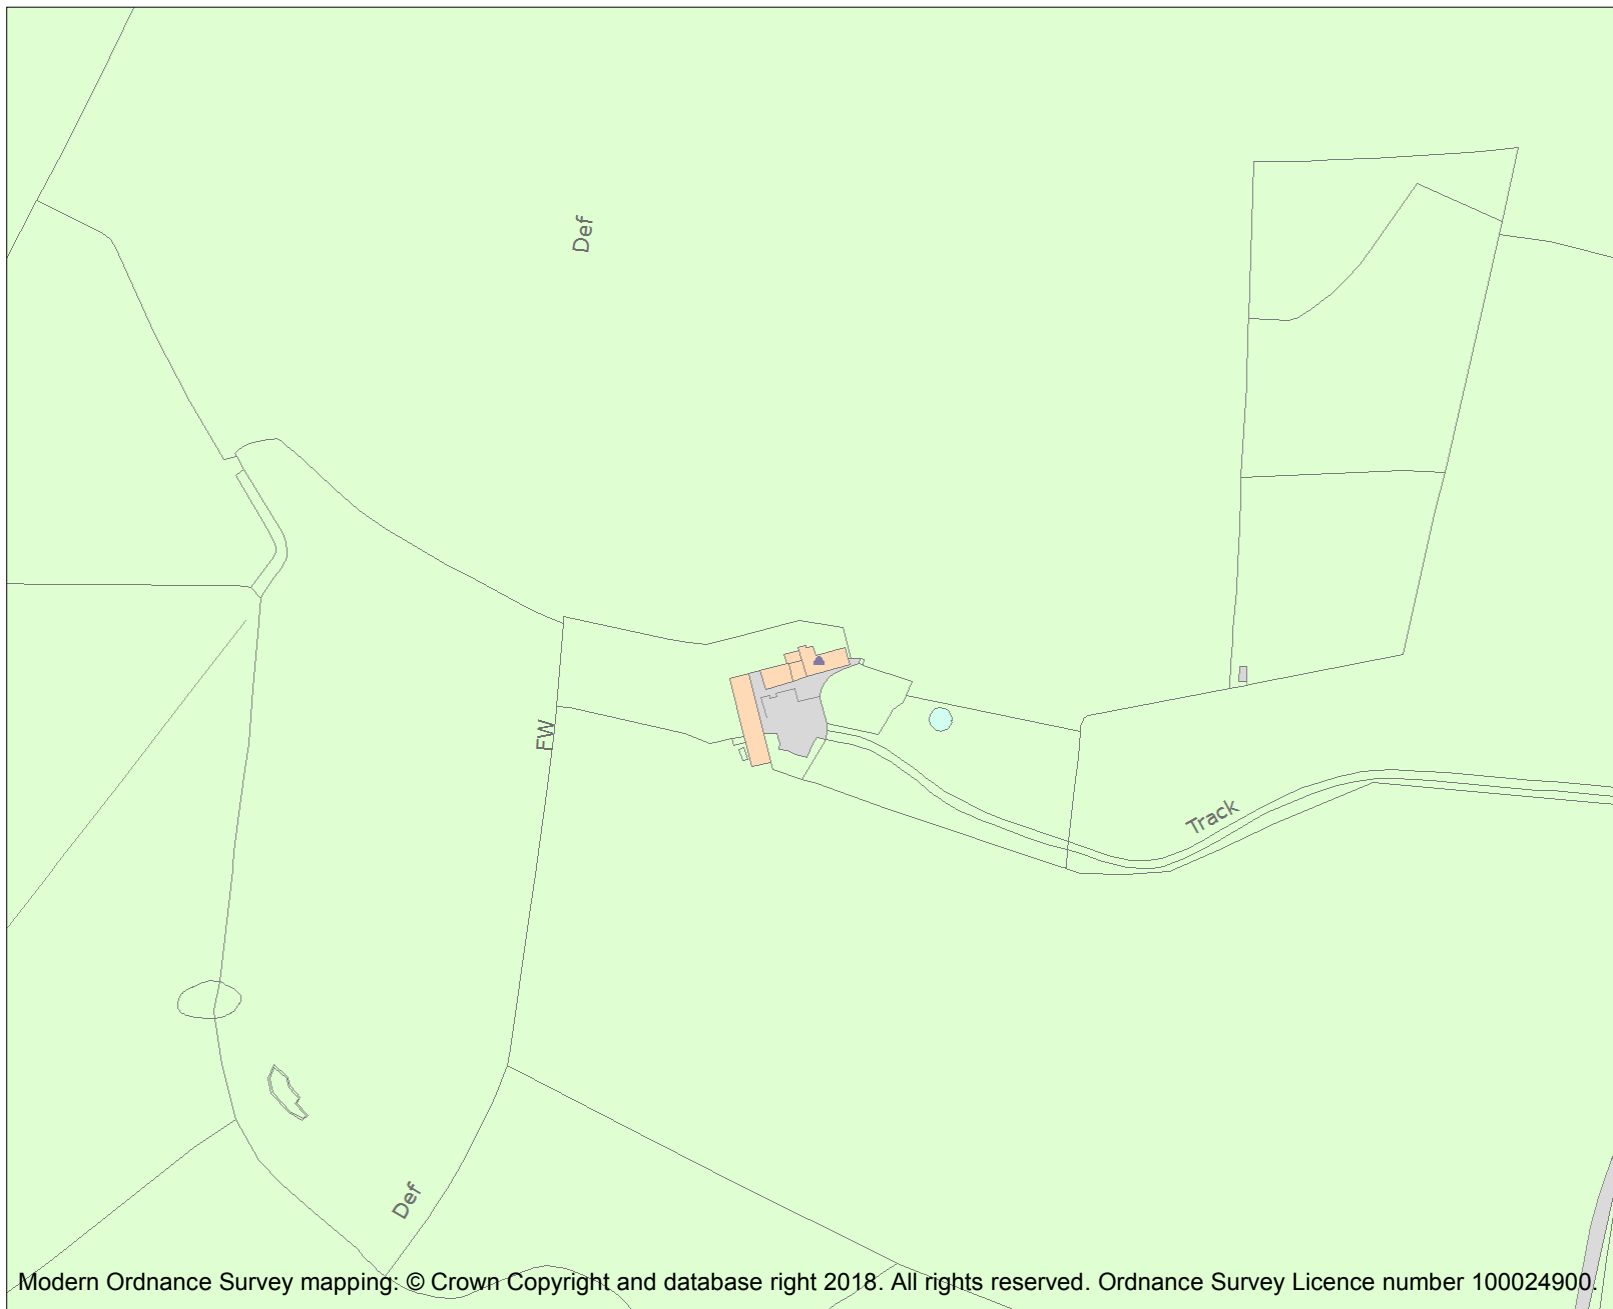 Def
FW
Track
Def
Modern Ordnance Survey mapping: © Crown Copyright and database right 2018. All rights reserved. Ordnance Survey Licence number 100024900.